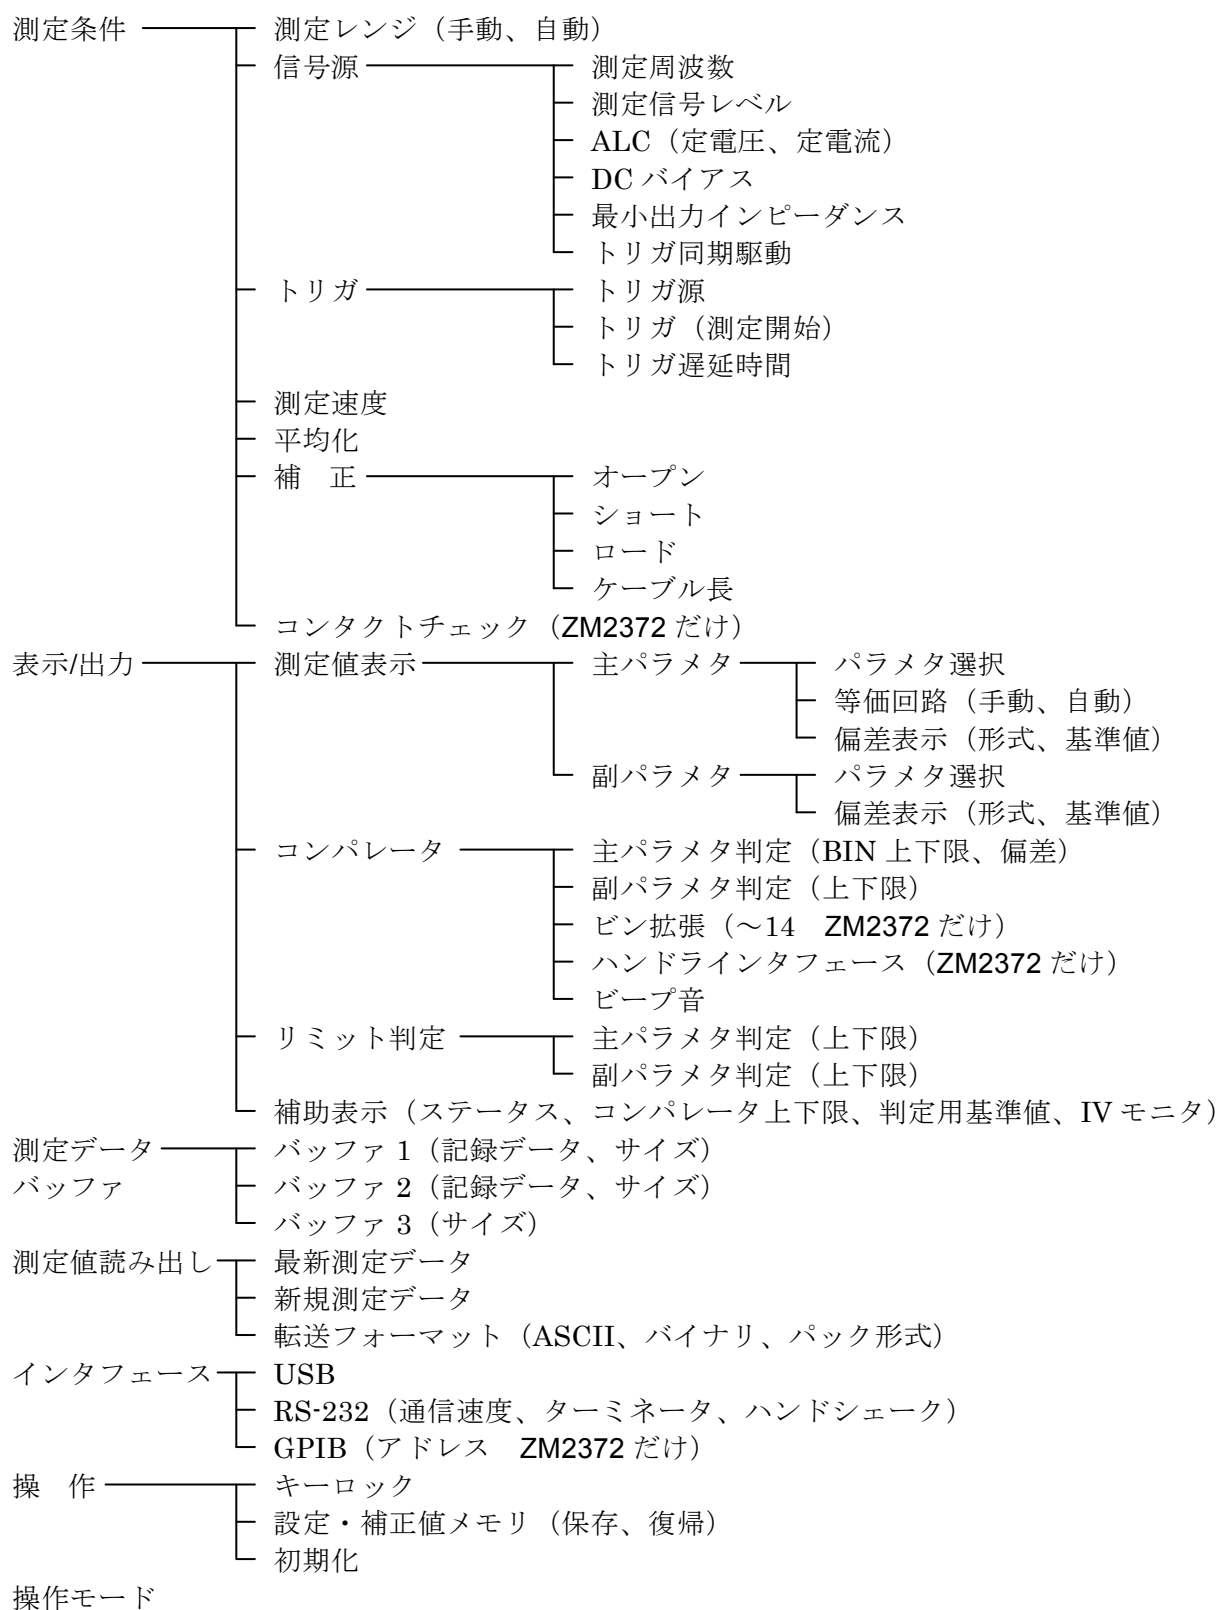 測定条件 測定レンジ（手動、自動）
信号源 測定周波数
測定信号レベル
ALC（定電圧、定電流）
DC バイアス
最小出力インピーダンス
トリガ同期駆動
トリガ トリガ源
トリガ（測定開始）
トリガ遅延時間
測定速度
平均化
補　正 オープン
ショート
ロード
ケーブル長
コンタクトチェック（ZM2372 だけ）
表示/出力 測定値表示 主パラメタ パラメタ選択
等価回路（手動、自動）
偏差表示（形式、基準値）
副パラメタ パラメタ選択
偏差表示（形式、基準値）
コンパレータ 主パラメタ判定（BIN 上下限、偏差）
副パラメタ判定（上下限）
ビン拡張（～14　ZM2372 だけ）
ハンドラインタフェース（ZM2372 だけ）
ビープ音
リミット判定 主パラメタ判定（上下限）
副パラメタ判定（上下限）
補助表示（ステータス、コンパレータ上下限、判定用基準値、IV モニタ）
測定データ バッファ 1（記録データ、サイズ）
バッファ バッファ 2（記録データ、サイズ）
バッファ 3（サイズ）
測定値読み出し 最新測定データ
新規測定データ
転送フォーマット（ASCII、バイナリ、パック形式）
インタフェース USB
RS-232（通信速度、ターミネータ、ハンドシェーク）
GPIB（アドレス　ZM2372 だけ）
操　作 キーロック
設定・補正値メモリ（保存、復帰）
初期化
操作モード